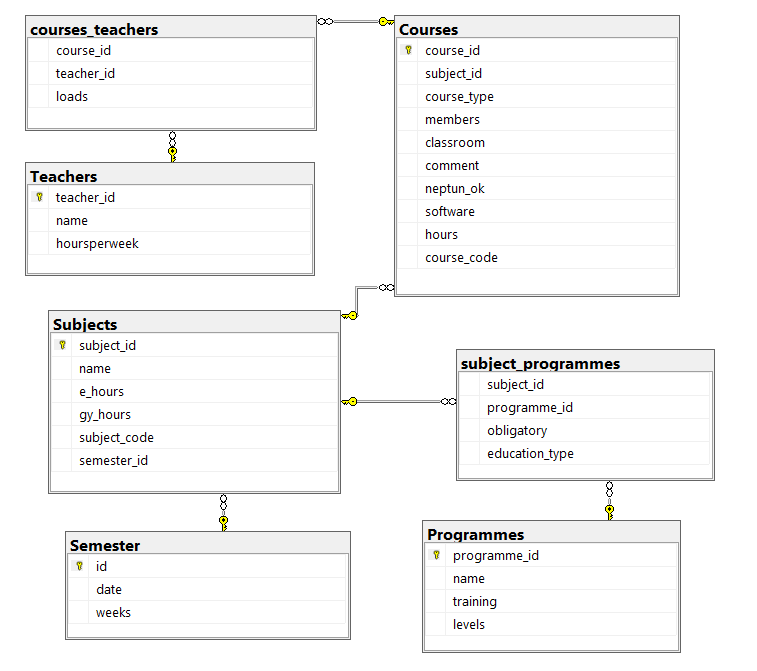 courses_teachers
course_id
teacher_id
loads
Courses
course_id
subject_id
course_type
members
classroom
comment
neptun_ok
software
hours
course_code
Teachers
teacher_id
name
hoursperweek
Subjects
subject_id
name
e_hours
gy_hours
subject_code
semester_id
subject_programmes
subject_id
programme_id
obligatory
education_type
Semester
id
date
weeks
Programmes
programme_id
name
training
levels